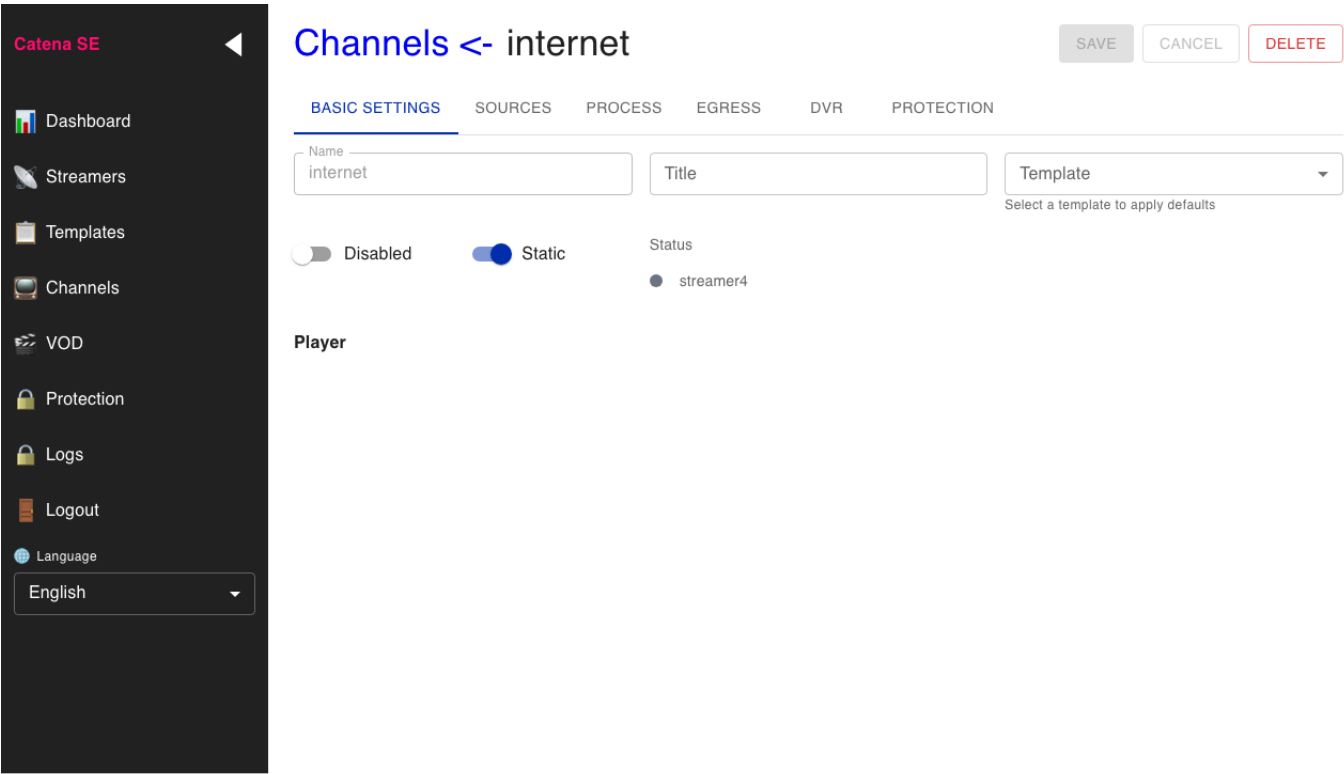 Catena SE
Dashboard
Streamers
Templates
Channels
VOD
Protection
Logs
Logout
Language
English
Channels <- internet
SAVE CANCEL DELETE
BASIC SETTINGS SOURCES PROCESS EGRESS DVR PROTECTION
Name
internet Title Template
Select a template to apply defaults
Disabled Static Status
streamer4
Player